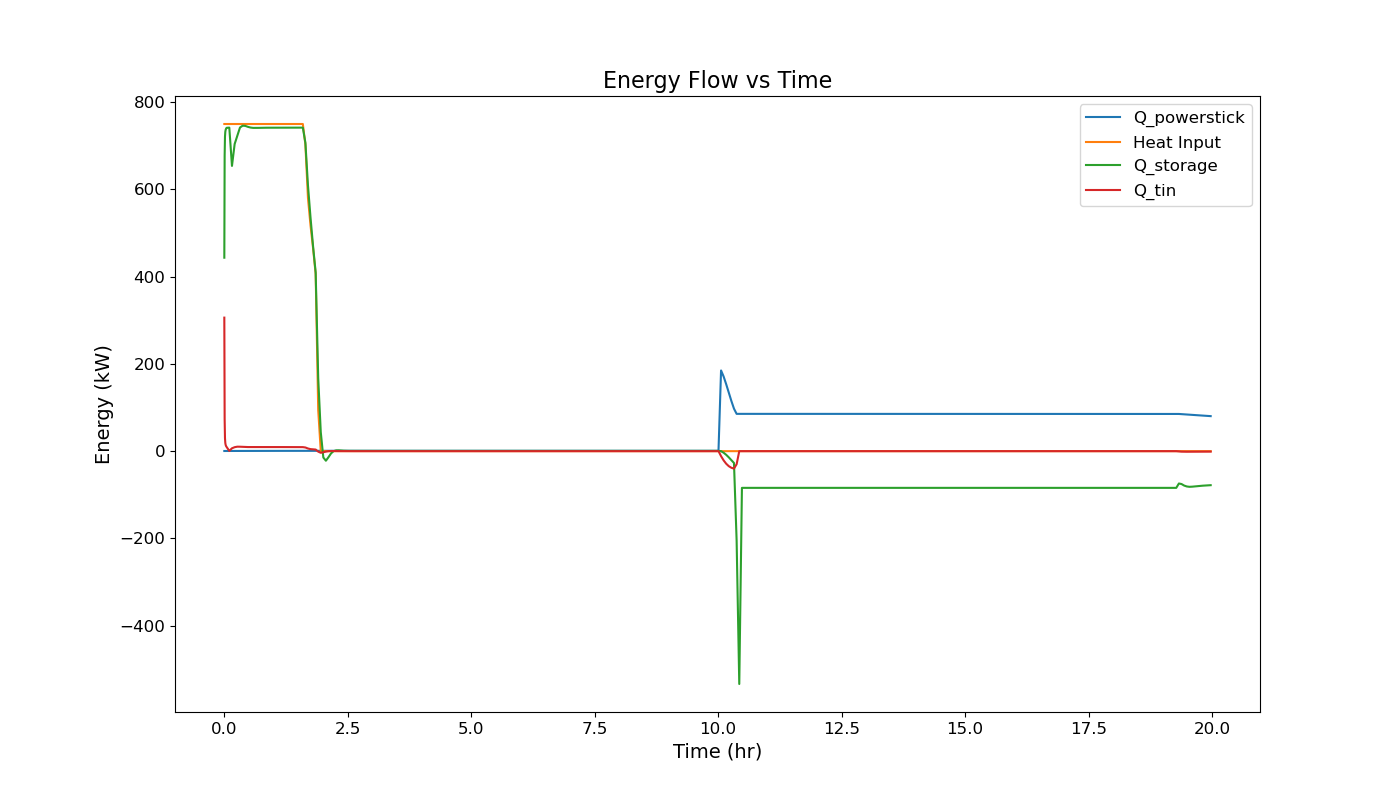 Energy Flow vs Time
Q_powerstick
Heat Input
Q_storage
Q_tin
Energy (kW)
800
600
400
200
0
−200
−400
0.0 2.5 5.0 7.5 10.0 12.5 15.0 17.5 20.0
Time (hr)